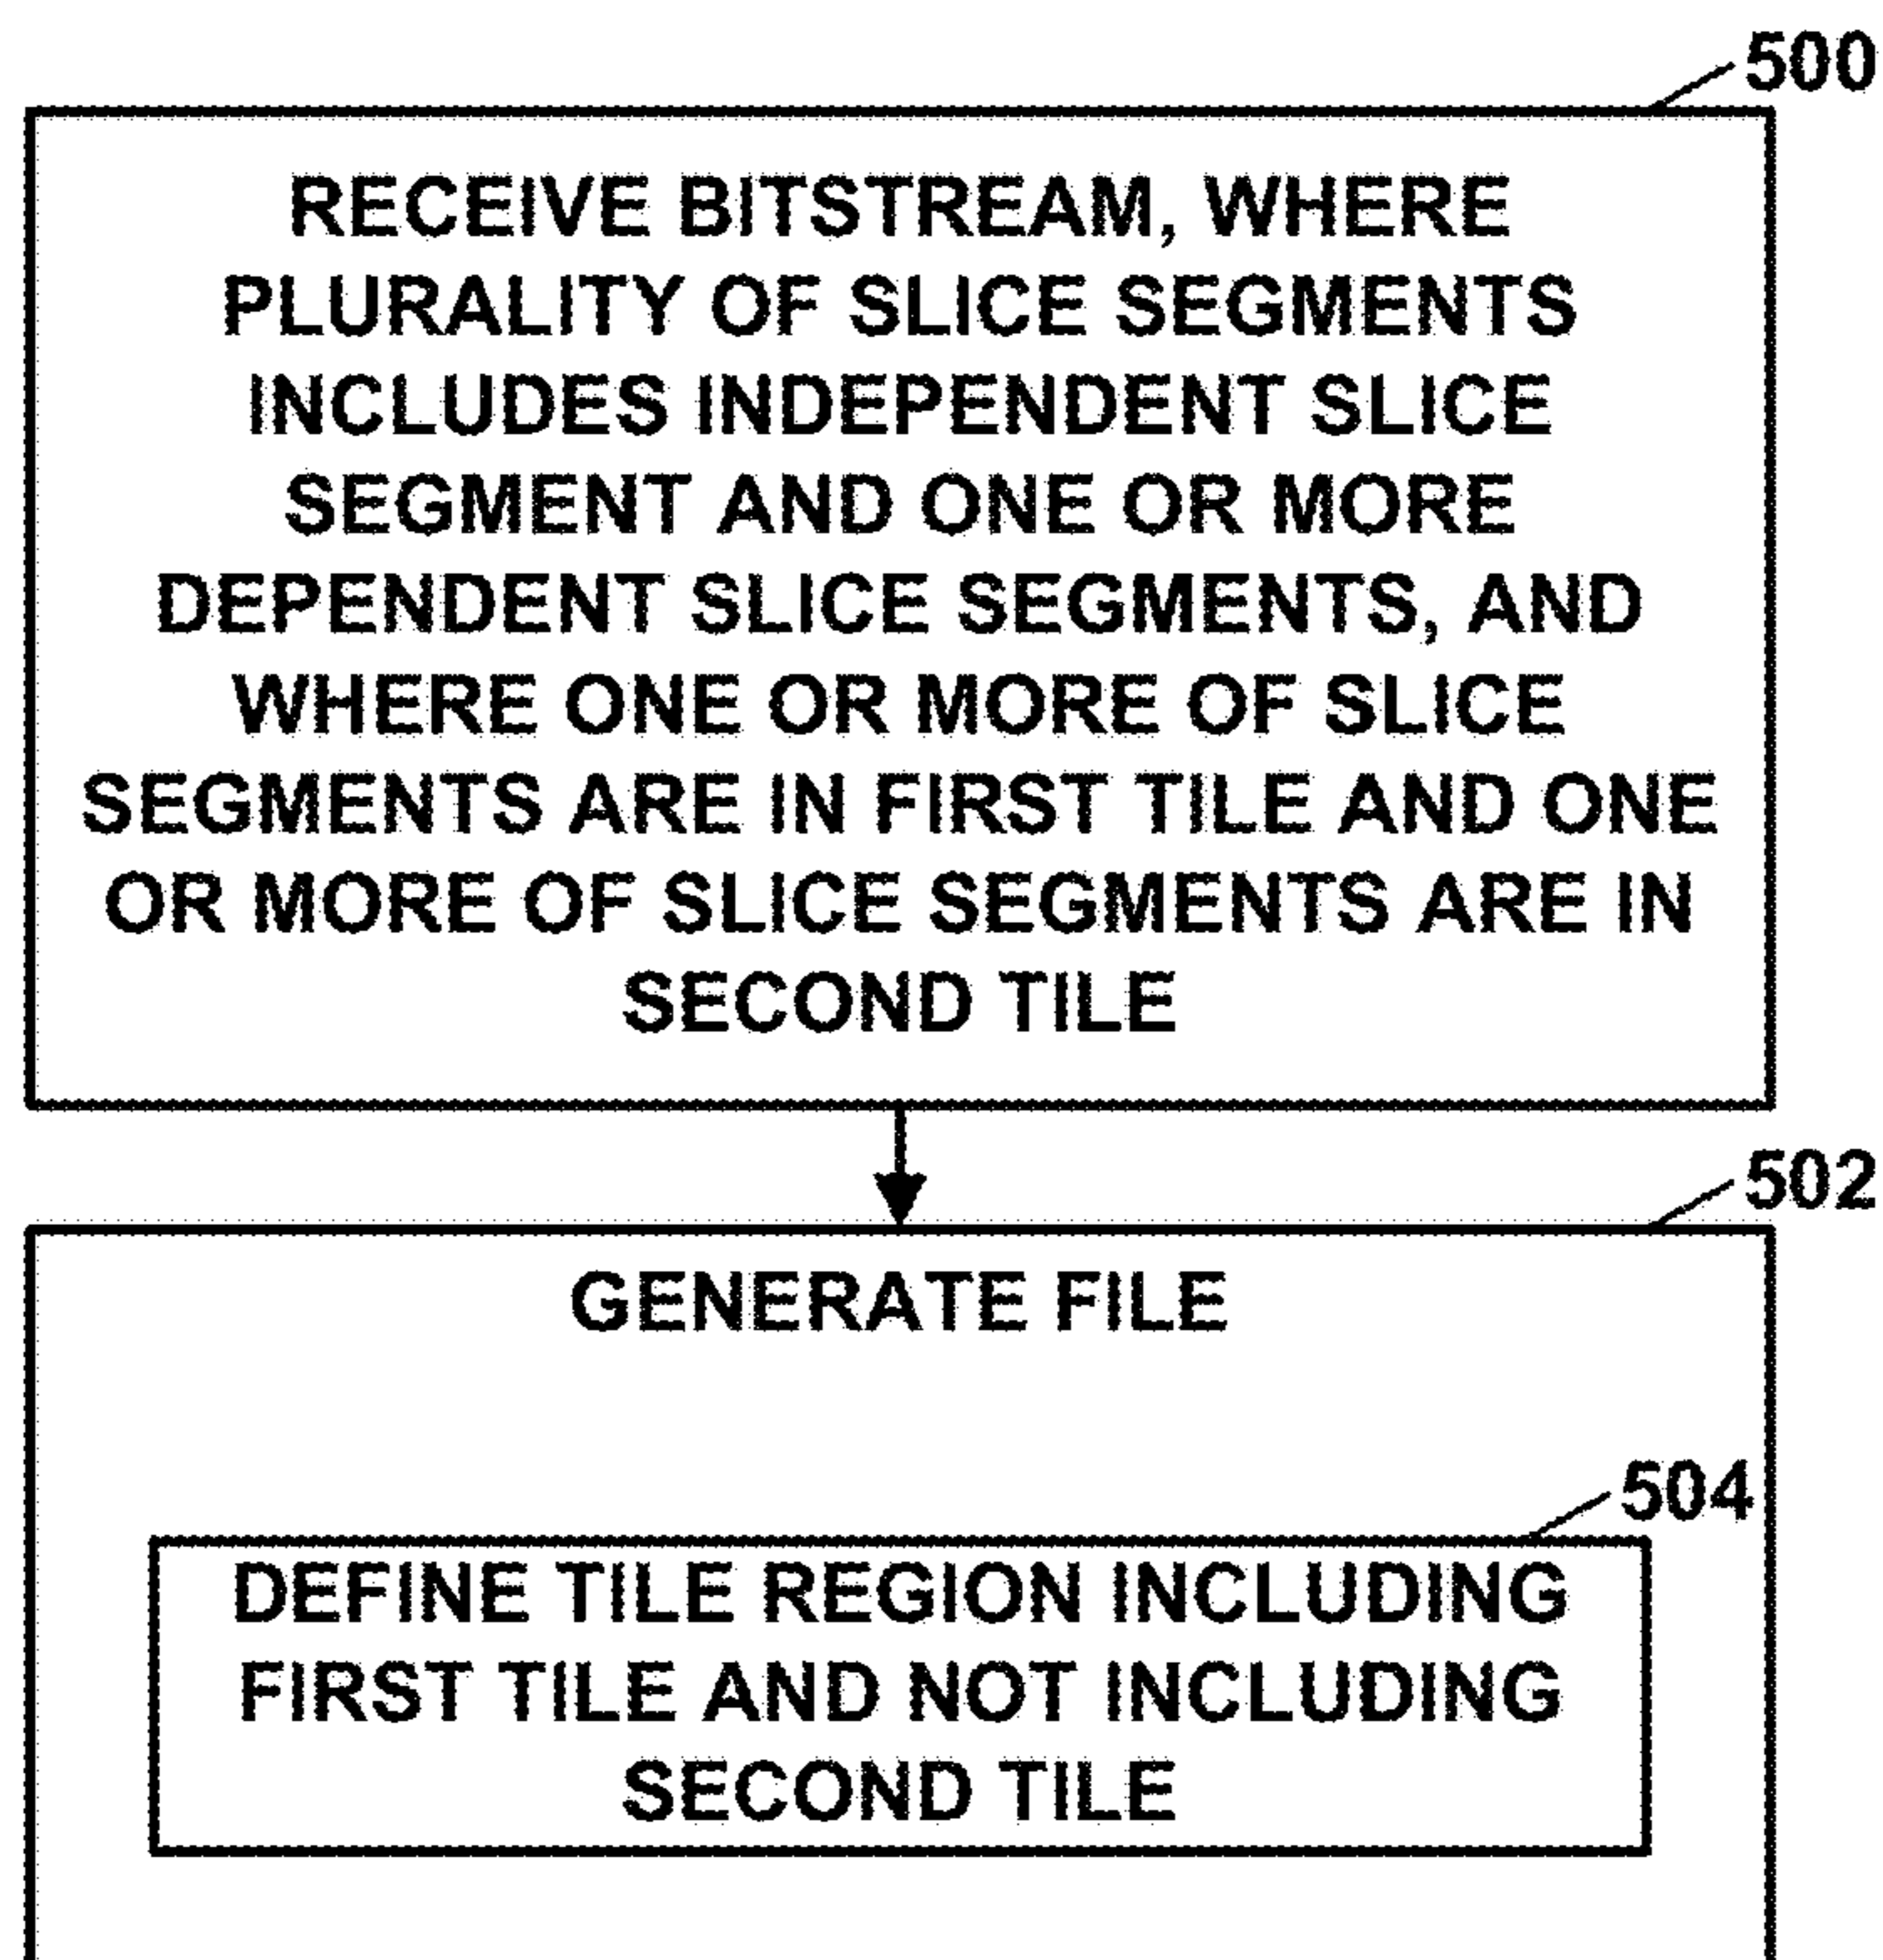 500
RECEIVE BITSTREAM, WHERE
PLURALITY OF SLICE SEGMENTS
INCLUDES INDEPENDENT SLICE
SEGMENT AND ONE OR MORE
DEPENDENT SLICE SEGMENTS, AND
WHERE ONE OR MORE OF SLICE
SEGMENTS ARE IN FIRST TILE AND ONE
OR MORE OF SLICE SEGMENTS ARE IN
SECOND TILE
502
GENERATE FILE
504
DEFINE TILE REGION INCLUDING
FIRST TILE AND NOT INCLUDING
SECOND TILE